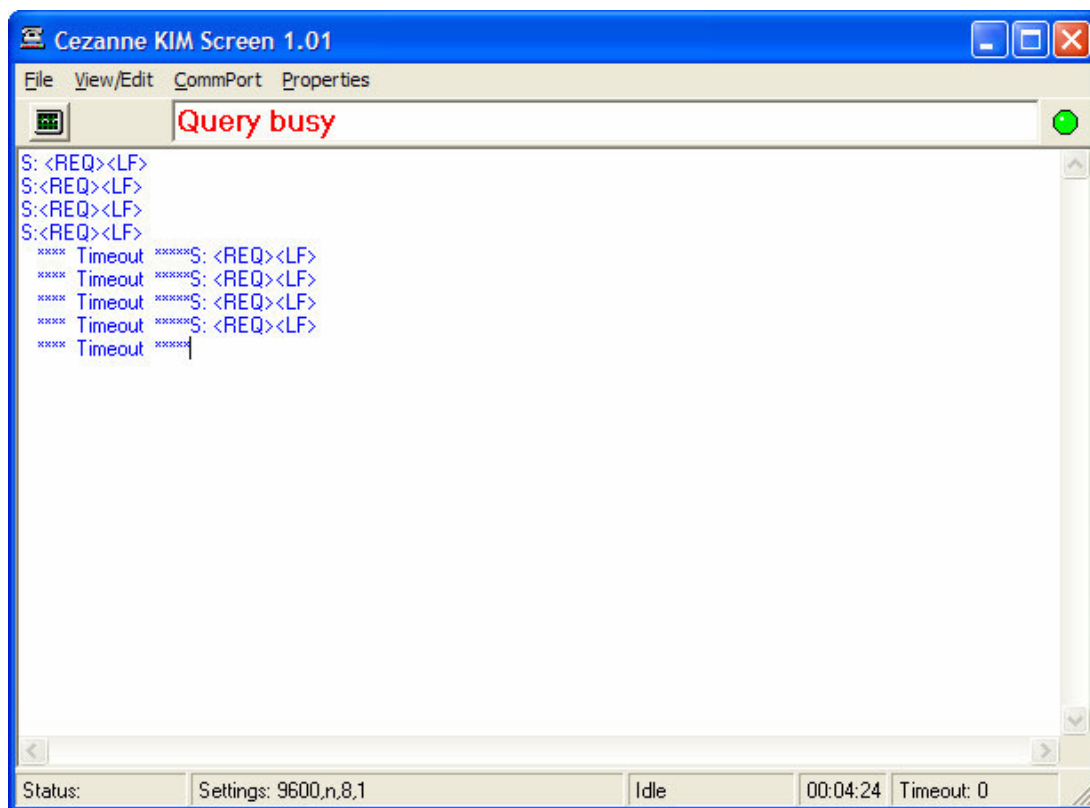 Cezanne KIM Screen 1.01
File View/Edit CommPort Properties
Query busy
S: <REQ><LF>
S:<REQ><LF>
S:<REQ><LF>
S:<REQ><LF>
**** Timeout *****S: <REQ><LF>
**** Timeout *****S: <REQ><LF>
**** Timeout *****S: <REQ><LF>
**** Timeout *****S: <REQ><LF>
**** Timeout *****
Status: Settings: 9600,n,8,1 Idle 00:04:24 Timeout: 0